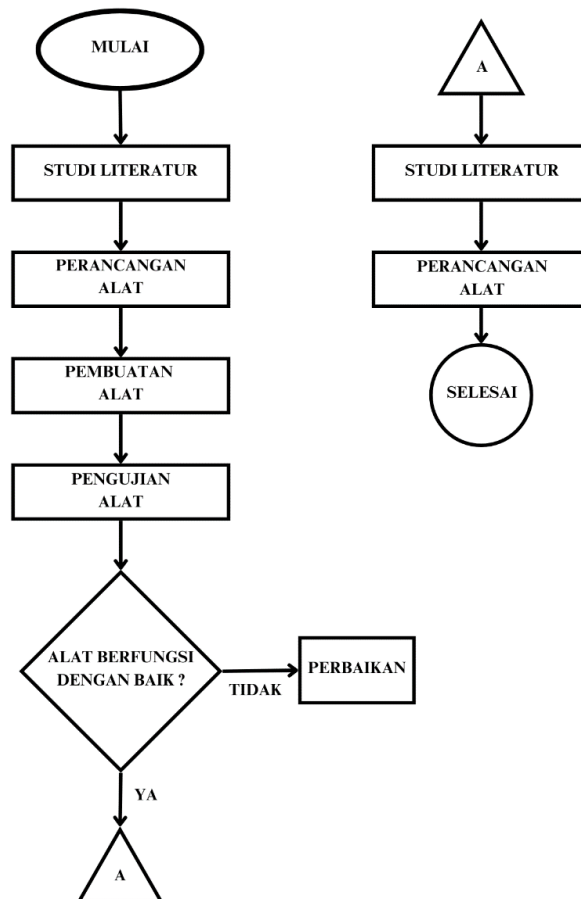 MULAI
STUDI LITERATUR
PERANCANGAN
ALAT
PEMBUATAN
ALAT
PENGUJIAN
ALAT
ALAT BERFUNGSI
DENGAN BAIK ?
TIDAK
PERBAIKAN
YA
A
A
STUDI LITERATUR
PERANCANGAN
ALAT
SELESAI